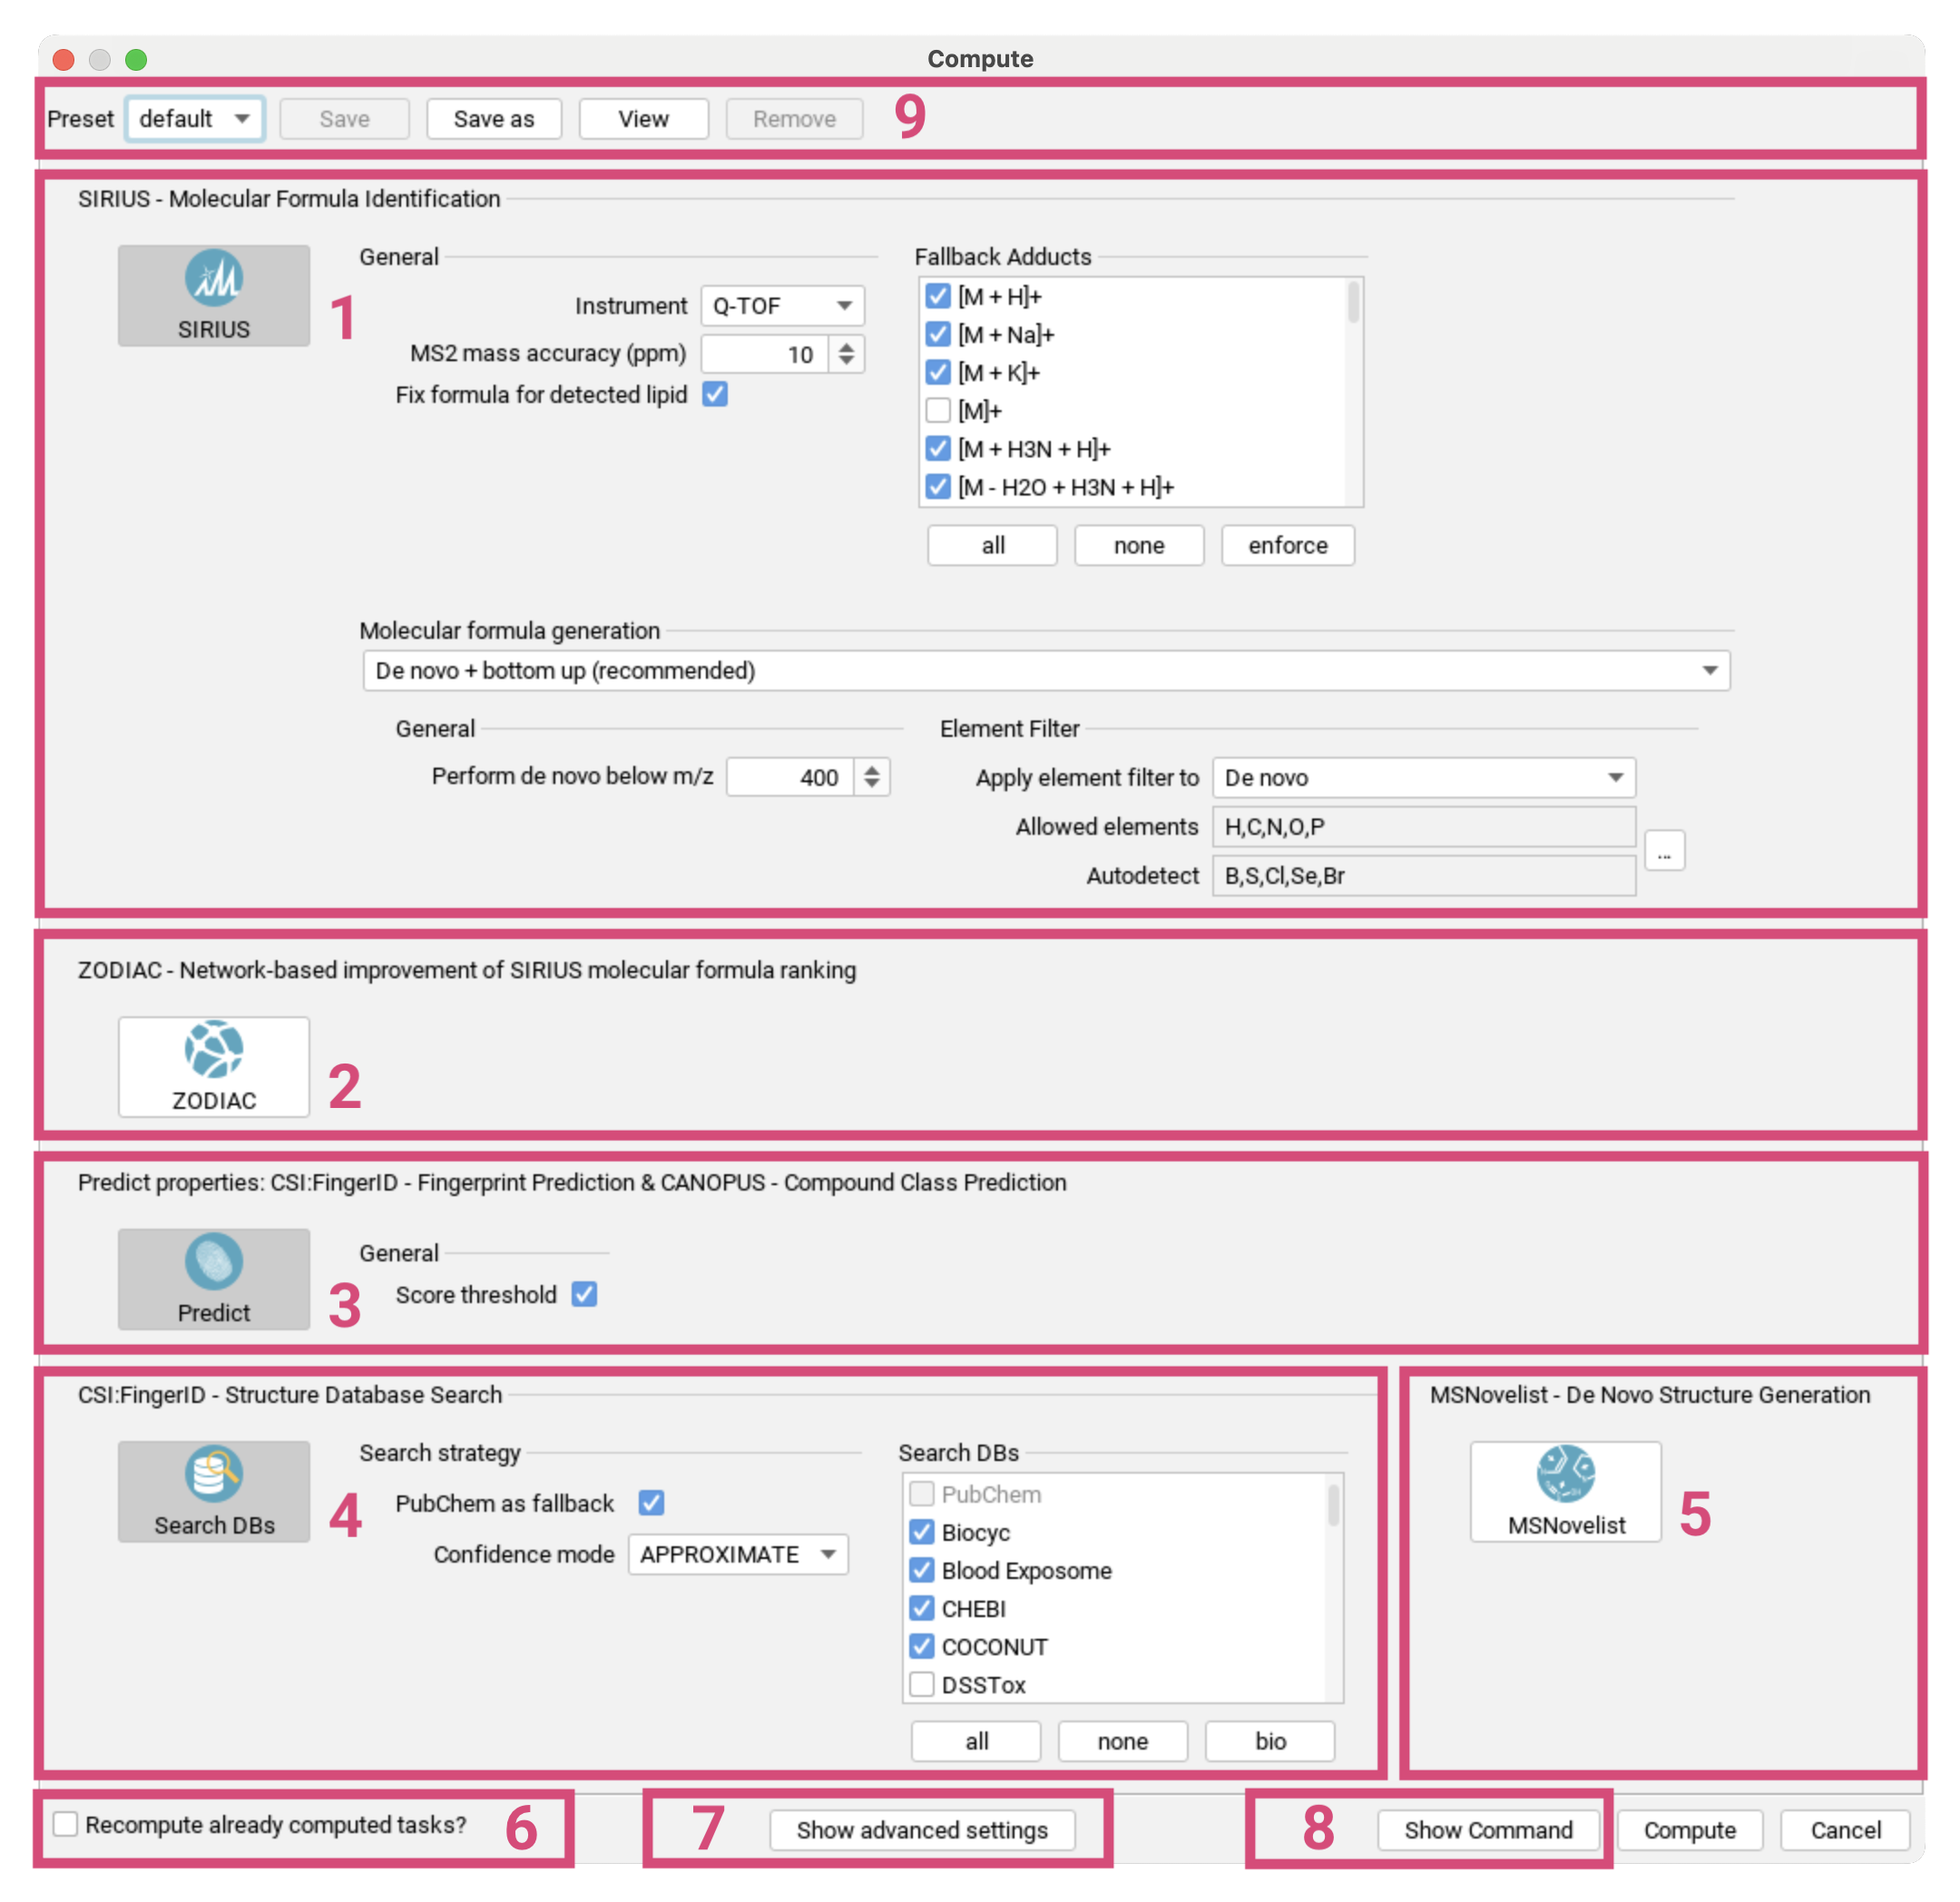 Compute
Preset default Save Save as View Remove 9
SIRIUS - Molecular Formula Identification
SIRIUS
1
General
Instrument Q-TOF
MS2 mass accuracy (ppm) 10
Fix formula for detected lipid
Fallback Adducts
[M + H]+
[M + Na]+
[M + K]+
[M]+
[M + H3N + H]+
[M - H2O + H3N + H]+
all none enforce
Molecular formula generation
De novo + bottom up (recommended)
General
Perform de novo below m/z 400
Element Filter
Apply element filter to De novo
Allowed elements H,C,N,O,P
Autodetect B,S,Cl,Se,Br
...
ZODIAC - Network-based improvement of SIRIUS molecular formula ranking
ZODIAC
2
Predict properties: CSI:FingerID - Fingerprint Prediction & CANOPUS - Compound Class Prediction
Predict
3
General
Score threshold
CSI:FingerID - Structure Database Search
Search DBs
4
Search strategy
PubChem as fallback
Confidence mode APPROXIMATE
Search DBs
PubChem
Biocyc
Blood Exposome
CHEBI
COCONUT
DSSTox
all none bio
MSNovelist - De Novo Structure Generation
MSNovelist
5
Recompute already computed tasks? 6
7 Show advanced settings
8 Show Command Compute Cancel